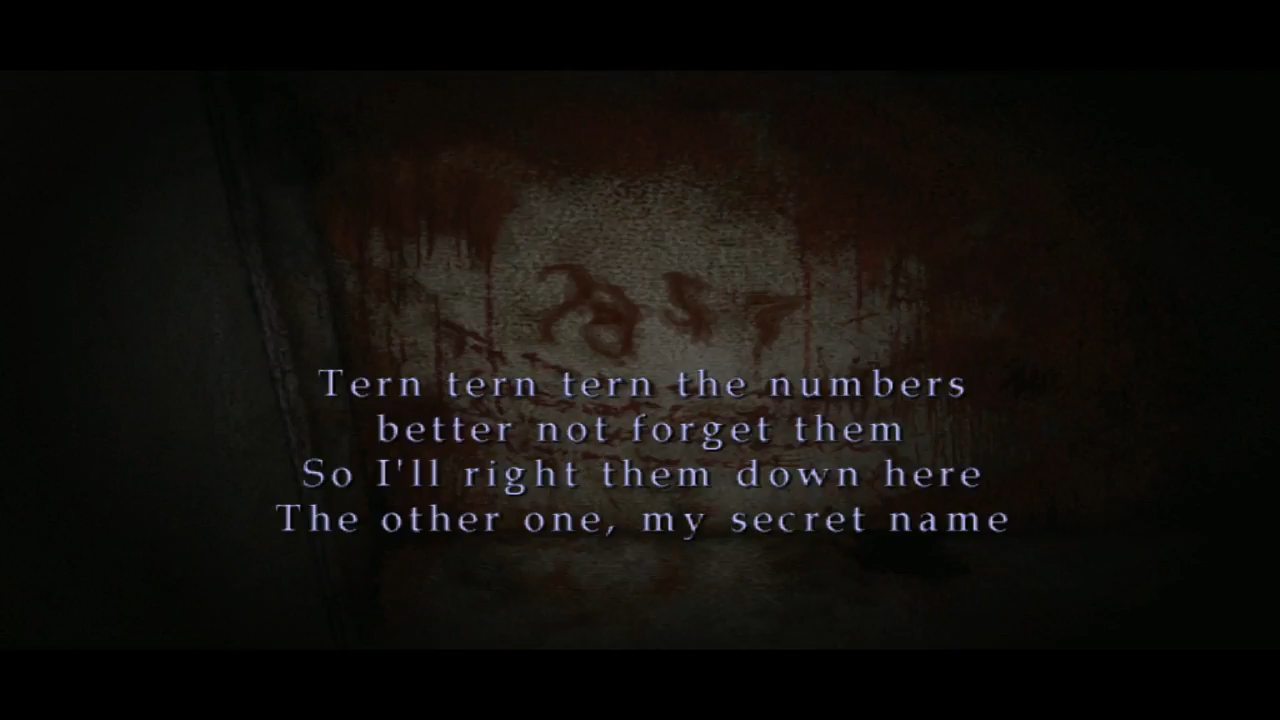 Tern tern tern the numbers
better not forget them
So I'll right them down here
The other one, my secret name